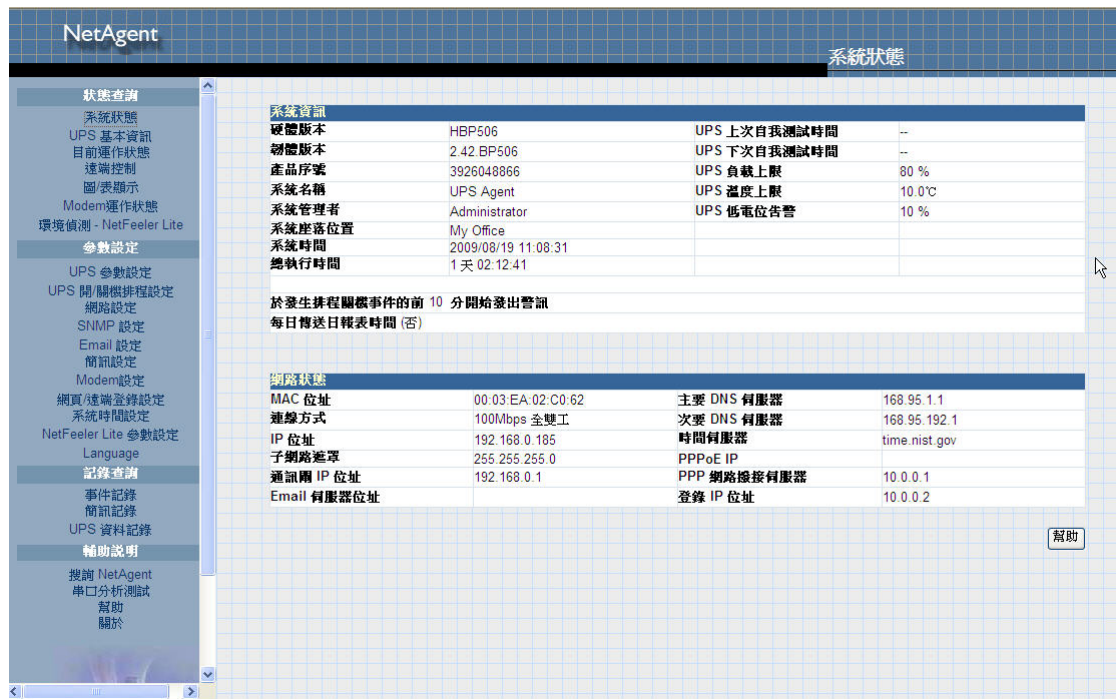 NetAgent
系統狀態
狀態查詢
系統狀態
UPS 基本資訊
目前運作狀態
遠端控制
圖/表顯示
Modem運作狀態
環境偵測 - NetFeeler Lite
參數設定
UPS 參數設定
UPS 開/關機排程設定
網路設定
SNMP 設定
Email 設定
簡訊設定
Modem設定
網頁/遠端登錄設定
系統時間設定
NetFeeler Lite 參數設定
Language
記錄查詢
事件記錄
簡訊記錄
UPS 資料記錄
輔助説明
搜詢 NetAgent
串口分析測試
幫助
關於
系統資訊
硬體版本 HBP506 UPS 上次自我測試時間 --
韌體版本 2.42.BP506 UPS 下次自我測試時間 --
產品序號 3926048866 UPS 負載上限 80 %
系統名稱 UPS Agent UPS 溫度上限 10.0℃
系統管理者 Administrator UPS 低電位告警 10 %
系統座落位置 My Office
系統時間 2009/08/19 11:08:31
總執行時間 1 天 02:12:41
於發生排程關機事件的前 10 分開始發出警訊
每日傳送日報表時間 (否)
網路狀態
MAC 位址 00:03:EA:02:C0:62 主要 DNS 伺服器 168.95.1.1
連線方式 100Mbps 全雙工 次要 DNS 伺服器 168.95.192.1
IP 位址 192.168.0.185 時間伺服器 time.nist.gov
子網路遮罩 255.255.255.0 PPPoE IP
通訊閘 IP 位址 192.168.0.1 PPP 網路撥接伺服器 10.0.0.1
Email 伺服器位址 登錄 IP 位址 10.0.0.2
幫助